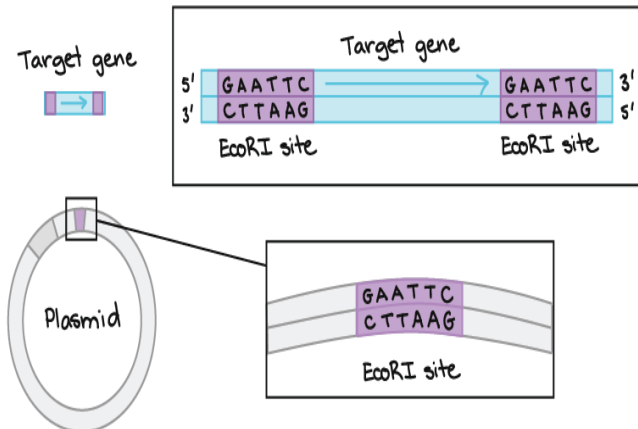 Target gene
Target gene
5' GAATTC GAATTC 3'
3' CTTAAG CTTAAG 5'
EcoRI site EcoRI site
Plasmid
GAATTC
CTTAAG
EcoRI site